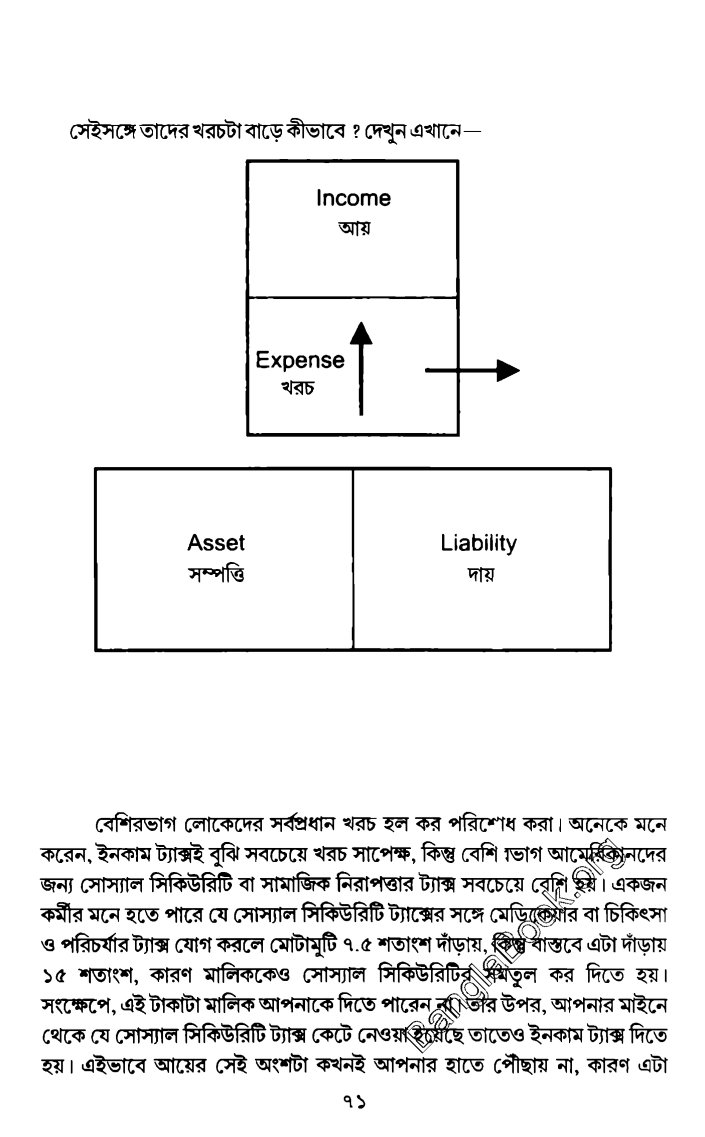 সেইসঙ্গে তাদের খরচটা বাড়ে কীভাবে ? দেখুন এখানে—
Income
আয়
Expense
খরচ
Asset
সম্পত্তি
Liability
দায়
বেশিরভাগ লোকেদের সর্বপ্রধান খরচ হল কর পরিশোধ করা। অনেকে মনে
করেন, ইনকাম ট্যাক্সই বুঝি সবচেয়ে খরচ সাপেক্ষ, কিন্তু বেশি ভাগ আমেরিকানদের
জন্য সোস্যাল সিকিউরিটি বা সামাজিক নিরাপত্তার ট্যাক্স সবচেয়ে বেশি হয়। একজন
কর্মীর মনে হতে পারে যে সোস্যাল সিকিউরিটি ট্যাক্সের সঙ্গে মেডিকেয়ার বা চিকিৎসা
ও পরিচর্যার ট্যাক্স যোগ করলে মোটামুটি ৭.৫ শতাংশ দাঁড়ায়, কিন্তু বাস্তবে এটা দাঁড়ায়
১৫ শতাংশ, কারণ মালিককেও সোস্যাল সিকিউরিটির সমতুল কর দিতে হয়।
সংক্ষেপে, এই টাকাটা মালিক আপনাকে দিতে পারেন না। তার উপর, আপনার মাইনে
থেকে যে সোস্যাল সিকিউরিটি ট্যাক্স কেটে নেওয়া হয়েছে তাতেও ইনকাম ট্যাক্স দিতে
হয়। এইভাবে আয়ের সেই অংশটা কখনই আপনার হাতে পৌঁছায় না, কারণ এটা
BanglaBook.org
৭১